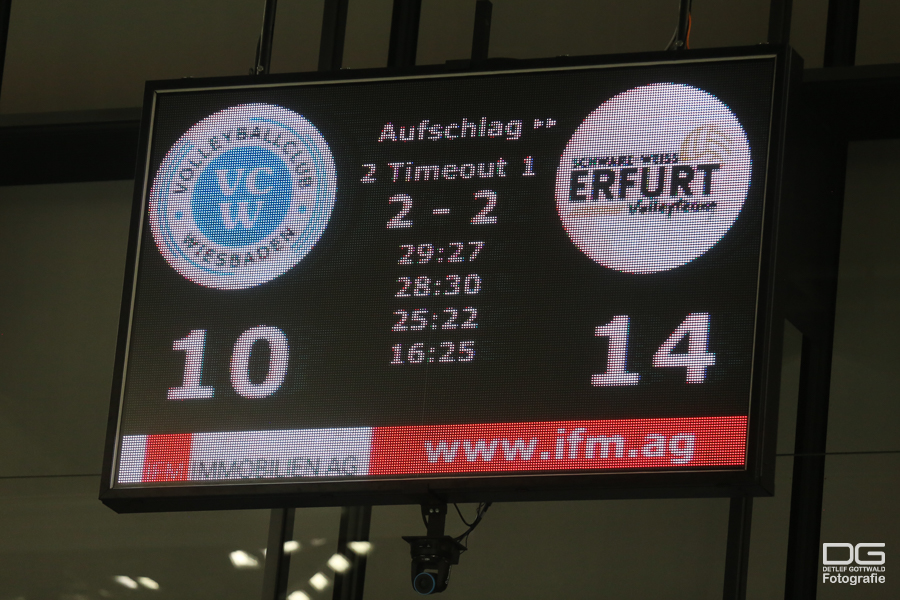 VOLLEYBALLCLUB
VCW
WIESBADEN
Aufschlag
2 Timeout 1
2 - 2
29:27
28:30
25:22
16:25
SCHWARZ-WEISS
ERFURT
Volleyteam
10
14
IMMOBILIEN AG
www.ifm.ag
DG
DETLEF GOTTWALD
Fotografie